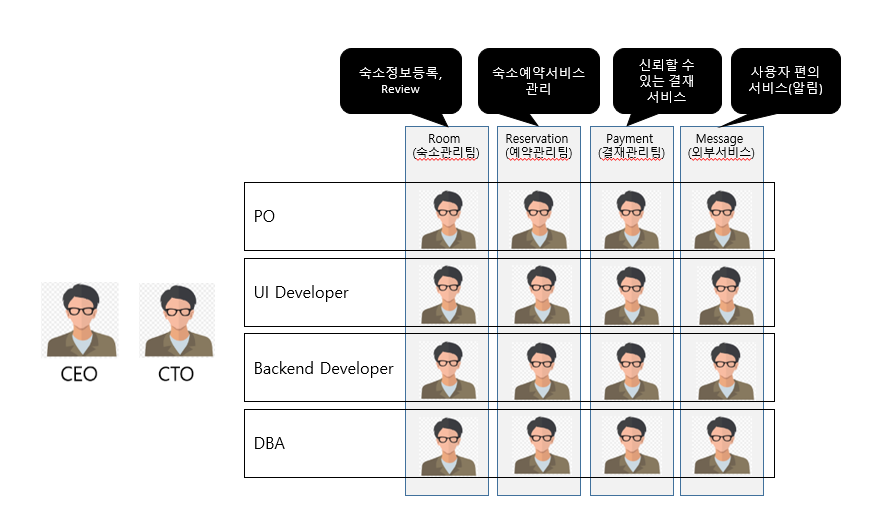 숙소정보등록,
Review
숙소예약서비스
관리
신뢰할 수
있는 결재
서비스
사용자 편의
서비스(알림)
Room
(숙소관리팀)
Reservation
(예약관리팀)
Payment
(결재관리팀)
Message
(외부서비스)
PO
UI Developer
Backend Developer
DBA
CEO
CTO